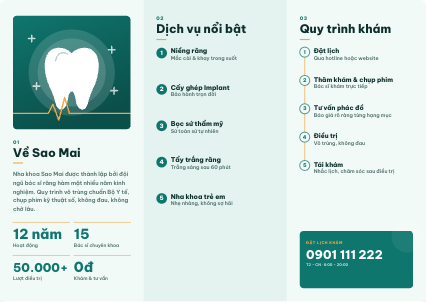 01
Về Sao Mai
Nha khoa Sao Mai được thành lập bởi đội
ngũ bác sĩ răng hàm mặt nhiều năm kinh
nghiệm. Quy trình vô trùng chuẩn Bộ Y tế,
chụp phim kỹ thuật số, không đau, không
chờ lâu.
12 năm
Hoạt động
15
Bác sĩ chuyên khoa
50.000+
Lượt điều trị
0đ
Khám & tư vấn
02
Dịch vụ nổi bật
1 Niềng răng
Mắc cài & khay trong suốt
2 Cấy ghép Implant
Bảo hành trọn đời
3 Bọc sứ thẩm mỹ
Sứ toàn sứ tự nhiên
4 Tẩy trắng răng
Trắng sáng sau 60 phút
5 Nha khoa trẻ em
Nhẹ nhàng, không sợ hãi
03
Quy trình khám
1 Đặt lịch
Qua hotline hoặc website
2 Thăm khám & chụp phim
Bác sĩ khám trực tiếp
3 Tư vấn phác đồ
Báo giá rõ ràng từng hạng mục
4 Điều trị
Vô trùng, không đau
5 Tái khám
Nhắc lịch, chăm sóc sau điều trị
ĐẶT LỊCH KHÁM
0901 111 222
T2 - CN: 8:00 - 20:00